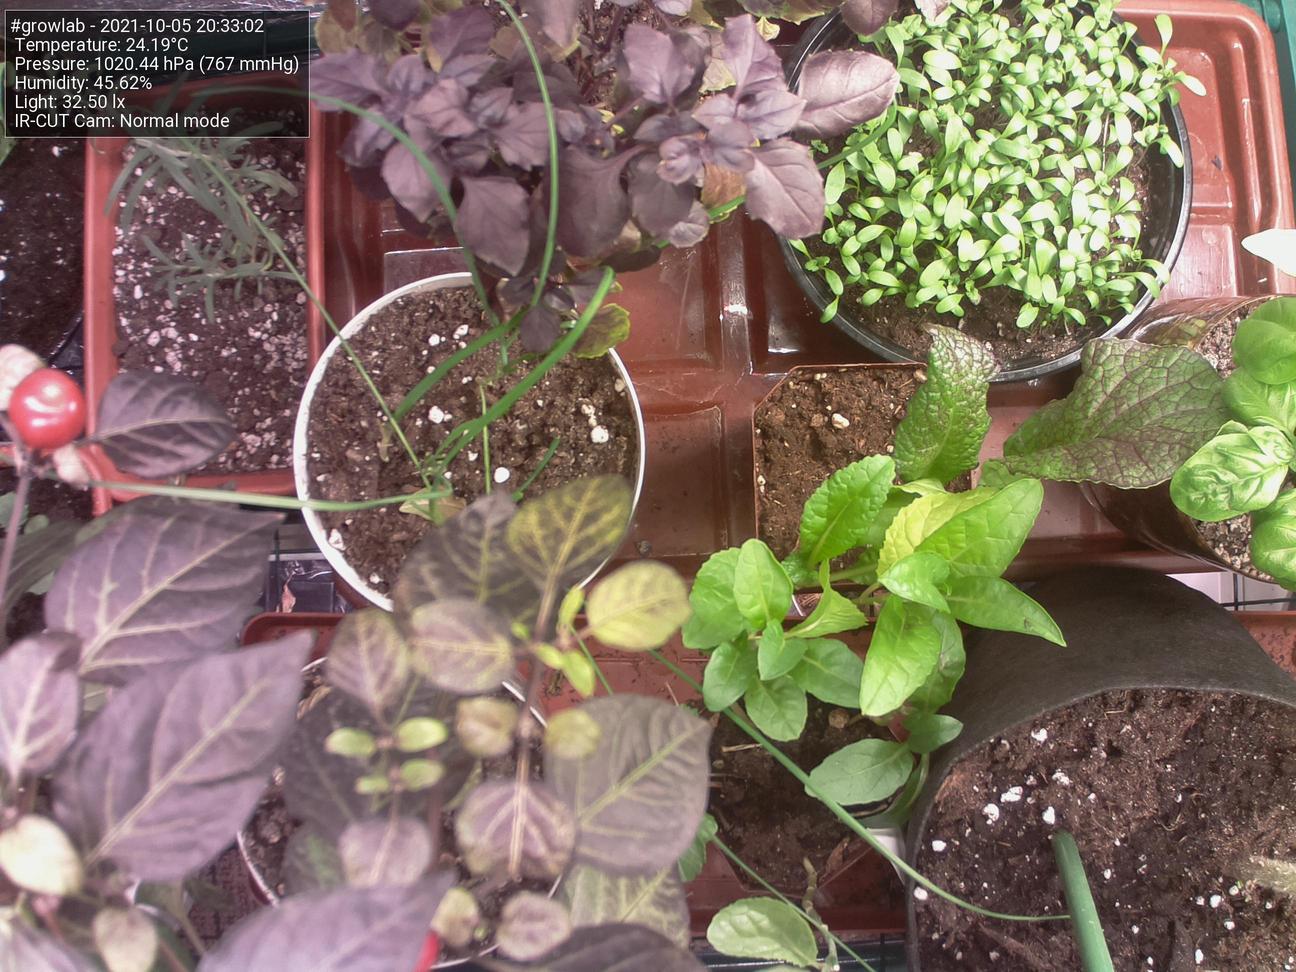 #growlab - 2021-10-05 20:33:02
Temperature: 24.19°C
Pressure: 1020.44 hPa (767 mmHg)
Humidity: 45.62%
Light: 32.50 lx
IR-CUT Cam: Normal mode